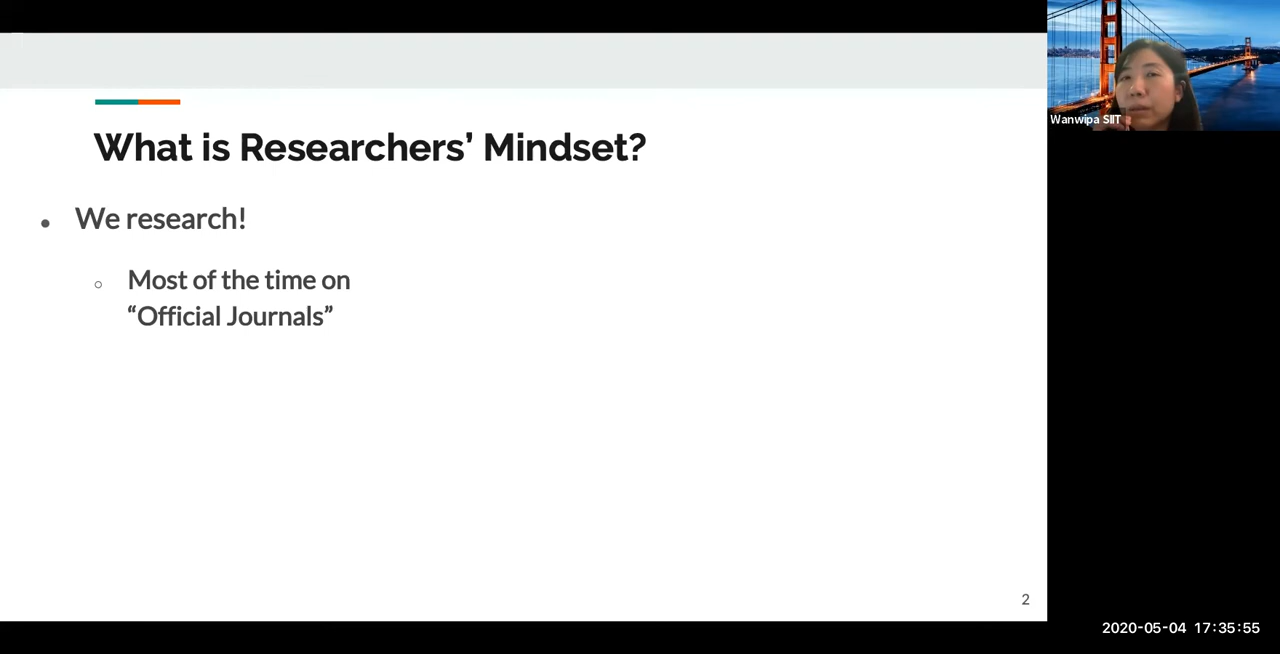 What is Researchers’ Mindset?
● We research!
○ Most of the time on
“Official Journals”
2
Wanwipa SIIT
2020-05-04 17:35:55